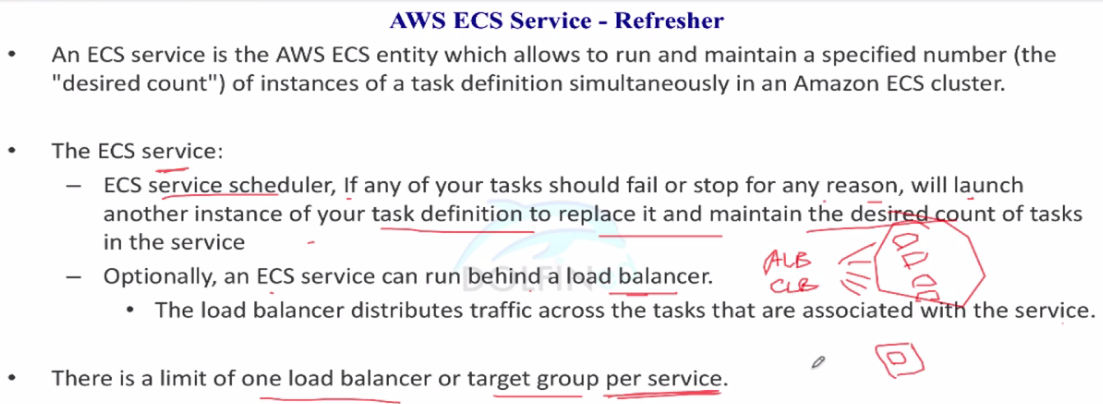 AWS ECS Service - Refresher
• An ECS service is the AWS ECS entity which allows to run and maintain a specified number (the
"desired count") of instances of a task definition simultaneously in an Amazon ECS cluster.
• The ECS service:
– ECS service scheduler, If any of your tasks should fail or stop for any reason, will launch
another instance of your task definition to replace it and maintain the desired count of tasks
in the service
– Optionally, an ECS service can run behind a load balancer.
ALB
CLB
DOLFIN
• The load balancer distributes traffic across the tasks that are associated with the service.
• There is a limit of one load balancer or target group per service.